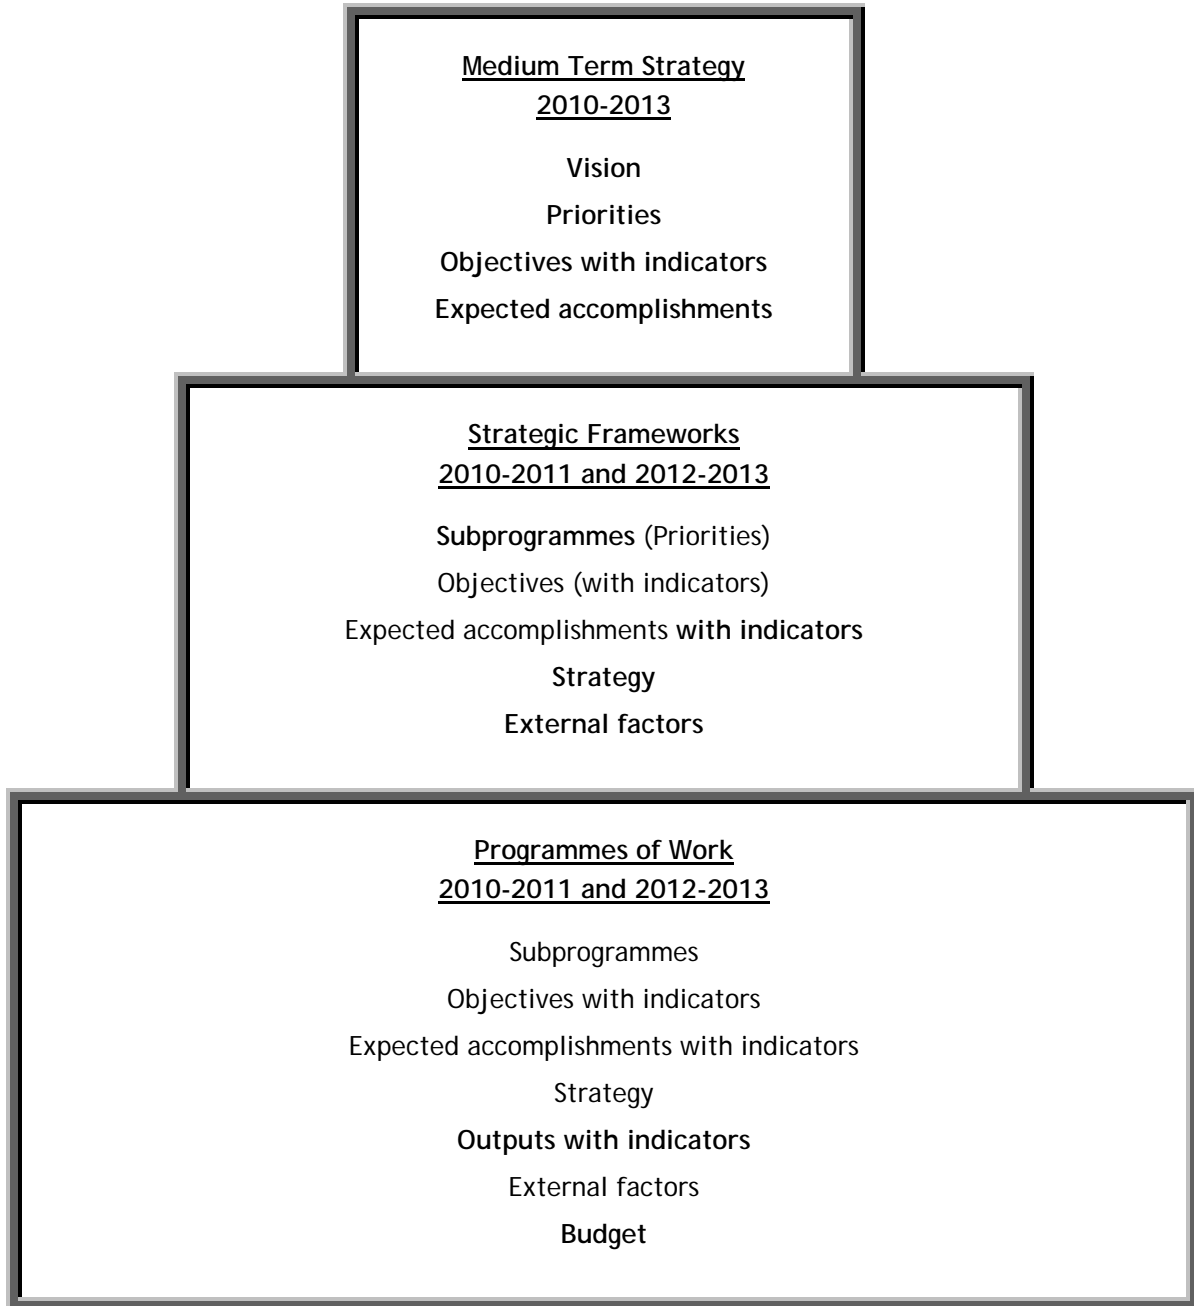 Medium Term Strategy
2010-2013
Vision
Priorities
Objectives with indicators
Expected accomplishments
Strategic Frameworks
2010-2011 and 2012-2013
Subprogrammes (Priorities)
Objectives (with indicators)
Expected accomplishments with indicators
Strategy
External factors
Programmes of Work
2010-2011 and 2012-2013
Subprogrammes
Objectives with indicators
Expected accomplishments with indicators
Strategy
Outputs with indicators
External factors
Budget